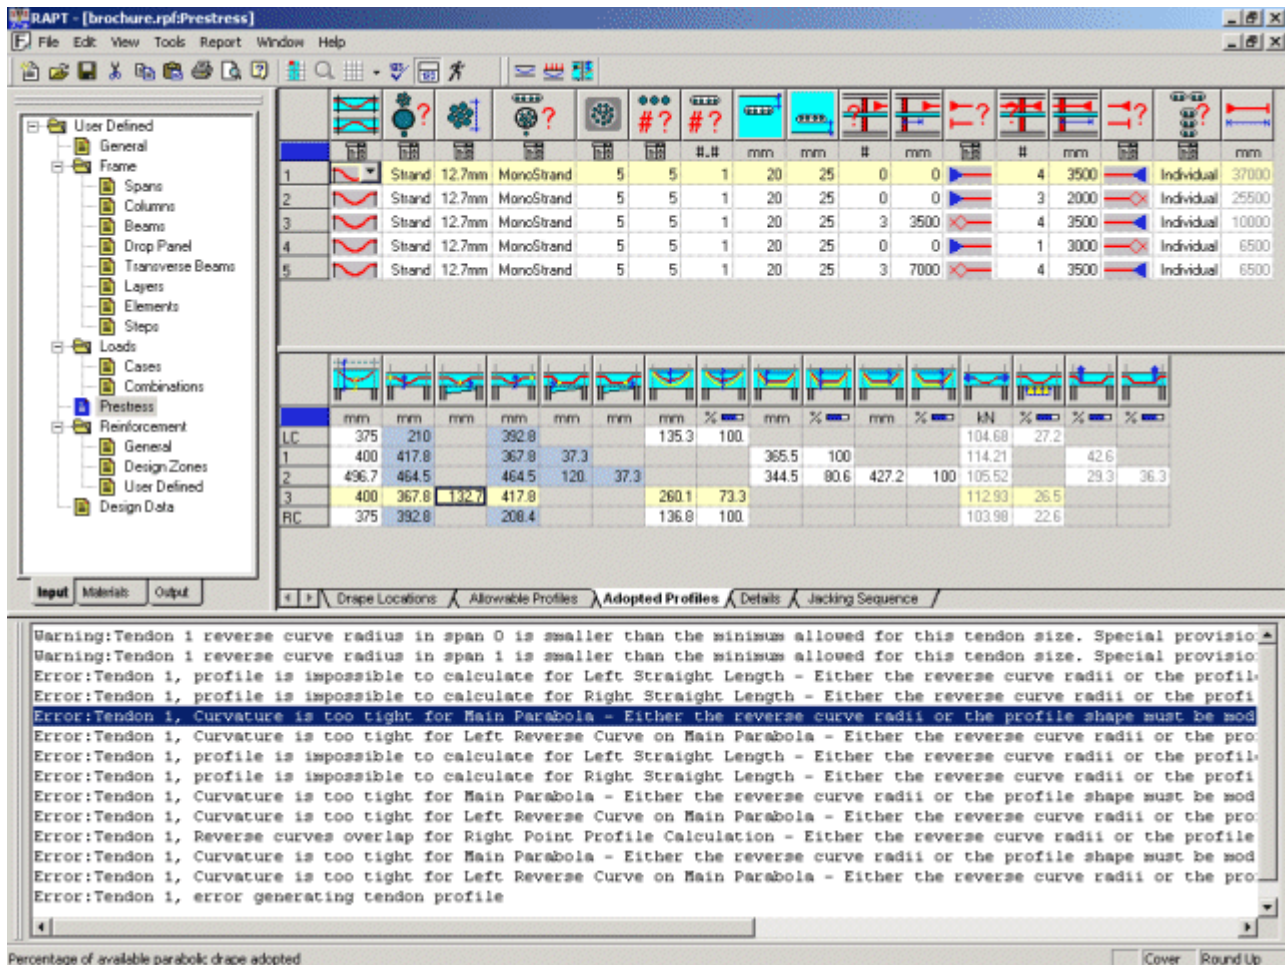 RAPT - [brochure.rpf:Prestress]
File Edit View Tools Report Window Help
User Defined
General
Frame
Spans
Columns
Beams
Drop Panel
Transverse Beams
Layers
Elements
Steps
Loads
Cases
Combinations
Prestress
Reinforcement
General
Design Zones
User Defined
Design Data
Input Materials Output
#.# mm mm # mm # mm mm
1 Strand 12.7mm MonoStrand 5 5 1 20 25 0 0 4 3500 Individual 37000
2 Strand 12.7mm MonoStrand 5 5 1 20 25 0 0 3 2000 Individual 25500
3 Strand 12.7mm MonoStrand 5 5 1 20 25 3 3500 4 3500 Individual 10000
4 Strand 12.7mm MonoStrand 5 5 1 20 25 0 0 1 3000 Individual 6500
5 Strand 12.7mm MonoStrand 5 5 1 20 25 3 7000 4 3500 Individual 6500
mm mm mm mm mm mm mm % mm % mm % kN % % %
LC 375 210 392.8 135.3 100. 104.68 27.2
1 400 417.8 367.8 37.3 365.5 100 114.21 42.6
2 496.7 464.5 464.5 120. 37.3 344.5 80.6 427.2 100 105.52 29.3 36.3
3 400 367.8 132.7 417.8 260.1 73.3 112.93 26.5
RC 375 392.8 208.4 136.8 100. 103.98 22.6
Drape Locations Allowable Profiles Adopted Profiles Details Jacking Sequence
Warning:Tendon 1 reverse curve radius in span 0 is smaller than the minimum allowed for this tendon size. Special provisio
Warning:Tendon 1 reverse curve radius in span 1 is smaller than the minimum allowed for this tendon size. Special provisio
Error:Tendon 1, profile is impossible to calculate for Left Straight Length - Either the reverse curve radii or the profil
Error:Tendon 1, profile is impossible to calculate for Right Straight Length - Either the reverse curve radii or the profi
Error:Tendon 1, Curvature is too tight for Main Parabola - Either the reverse curve radii or the profile shape must be mod
Error:Tendon 1, Curvature is too tight for Left Reverse Curve on Main Parabola - Either the reverse curve radii or the pro
Error:Tendon 1, profile is impossible to calculate for Left Straight Length - Either the reverse curve radii or the profil
Error:Tendon 1, profile is impossible to calculate for Right Straight Length - Either the reverse curve radii or the profi
Error:Tendon 1, Curvature is too tight for Main Parabola - Either the reverse curve radii or the profile shape must be mod
Error:Tendon 1, Curvature is too tight for Left Reverse Curve on Main Parabola - Either the reverse curve radii or the pro
Error:Tendon 1, Reverse curves overlap for Right Point Profile Calculation - Either the reverse curve radii or the profile
Error:Tendon 1, Curvature is too tight for Main Parabola - Either the reverse curve radii or the profile shape must be mod
Error:Tendon 1, Curvature is too tight for Left Reverse Curve on Main Parabola - Either the reverse curve radii or the pro
Error:Tendon 1, error generating tendon profile
Percentage of available parabolic drape adopted Cover Round Up